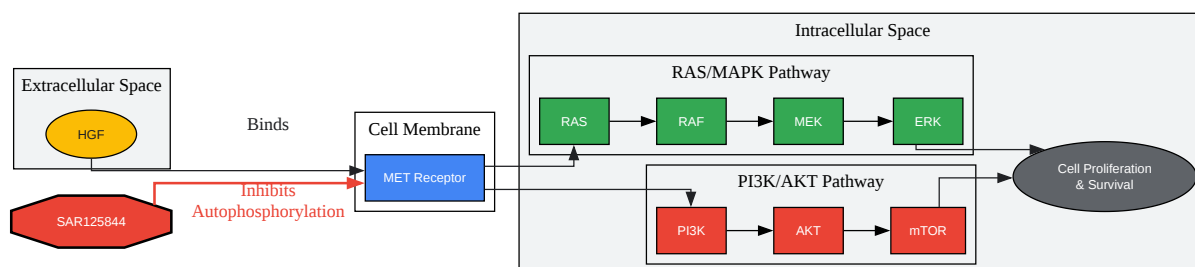 Intracellular Space
RAS/MAPK Pathway
Extracellular Space
HGF
Binds
Cell Membrane
RAS
RAF
MEK
ERK
MET Receptor
Inhibits
Autophosphorylation
SAR125844
PI3K/AKT Pathway
PI3K
AKT
mTOR
Cell Proliferation
& Survival